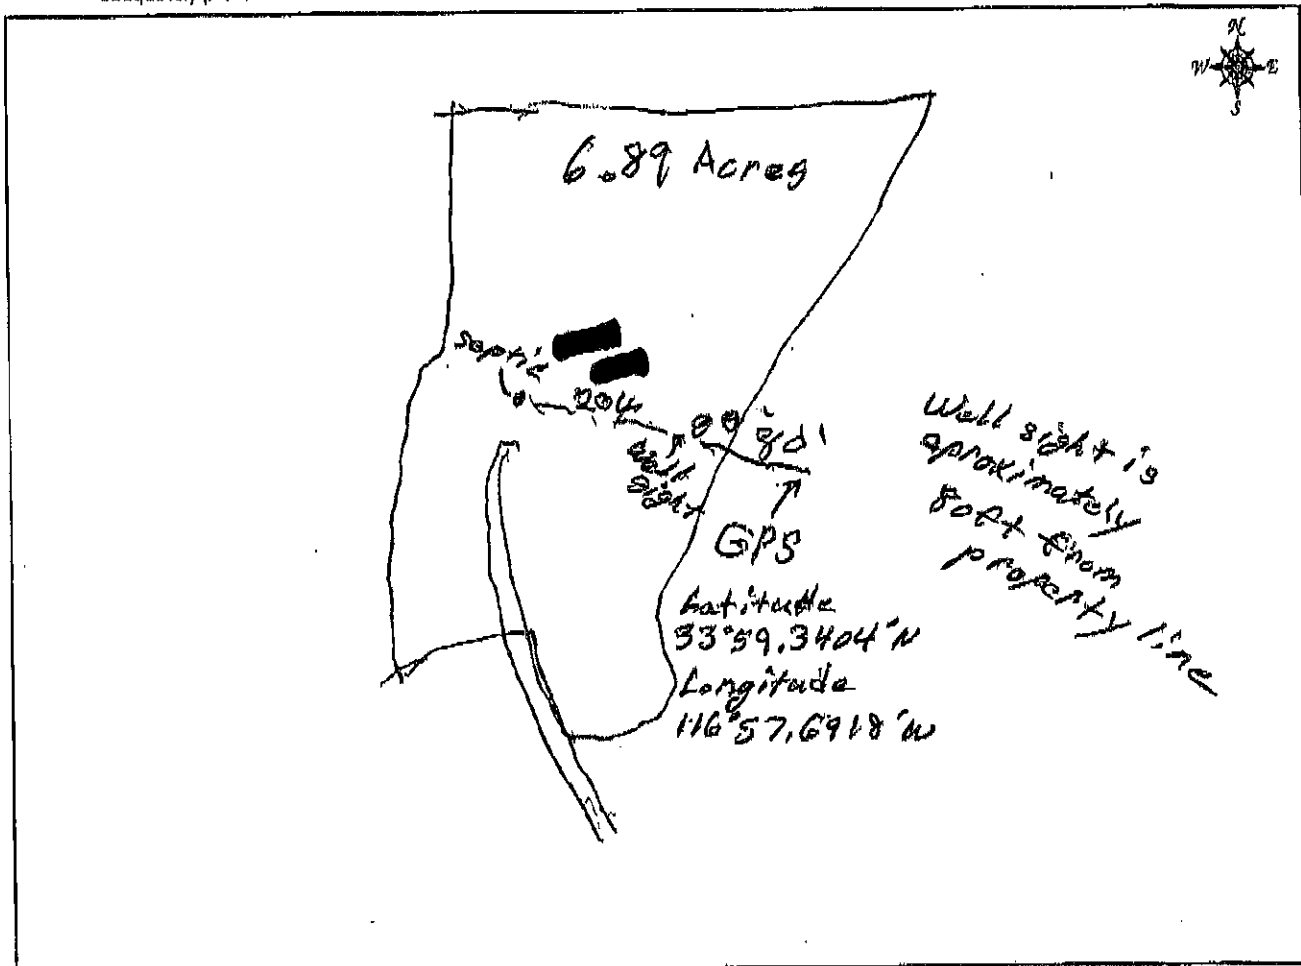 N
W E
S
6.89 Acres
Septic
204
Well
sight
GPS
Latitude
33°59.3404'N
Longitude
116°57.6918'W
Well sight is
aproximately
80ft from
property line